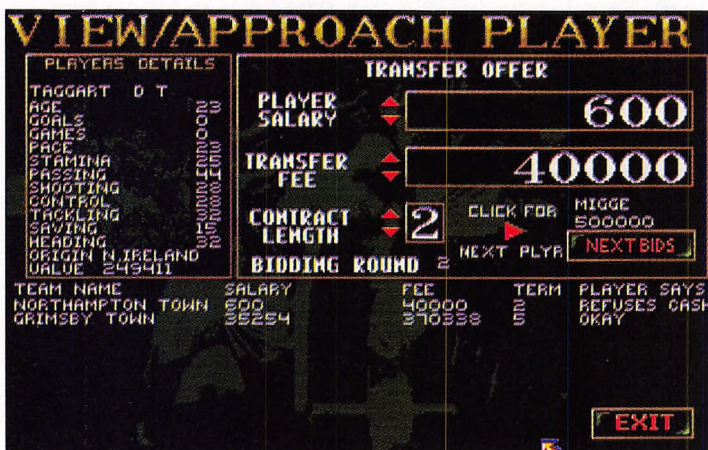 VIEW/APPROACH PLAYER
PLAYERS DETAILS
TAGGART D T
AGE 23
GOALS 0
GAMES 0
PACE 23
STAMINA 25
PASSING 44
SHOOTING 28
CONTROL 28
TACKLING 32
SAVING 15
HEADING 32
ORIGIN N.IRELAND
VALUE 249411
TRANSFER OFFER
PLAYER SALARY 600
TRANSFER FEE 40000
CONTRACT LENGTH 2
BIDDING ROUND 2
CLICK FOR
NEXT PLYR
MIGGE
500000
NEXT BIDS
TEAM NAME SALARY FEE TERM PLAYER SAYS
NORTHAMPTON TOWN 600 40000 2 REFUSES CASH
GRIMSBY TOWN 35254 370338 5 OKAY
EXIT